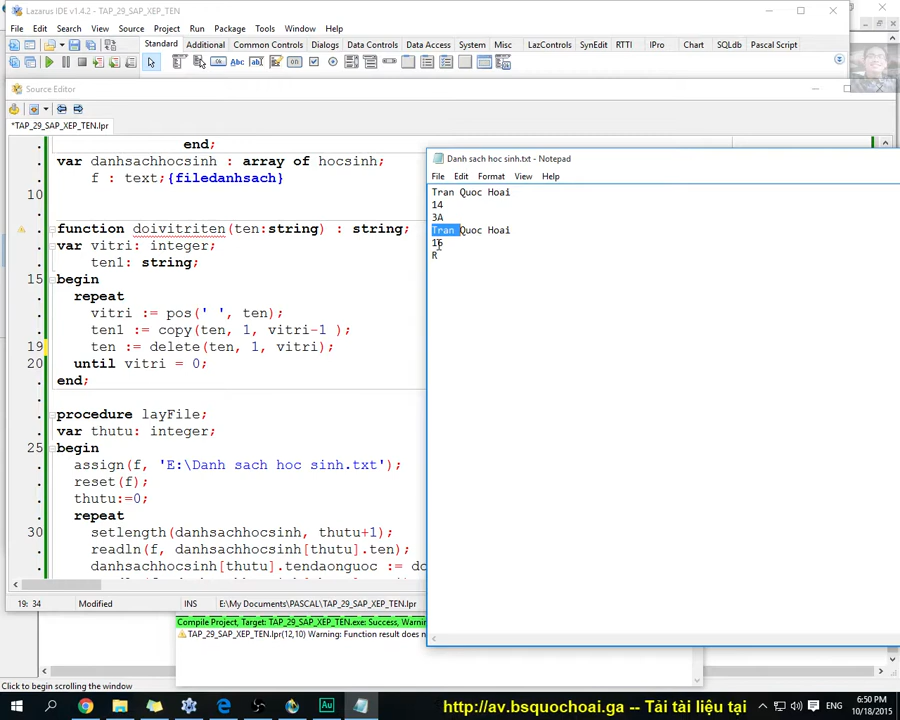 Lazarus IDE v1.4.2 - TAP_29_SAP_XEP_TEN
File Edit Search View Source Project Run Package Tools Window Help
Standard Additional Common Controls Dialogs Data Controls Data Access System Misc LazControls SynEdit RTTI IPro Chart SQLdb Pascal Script
Source Editor
*TAP_29_SAP_XEP_TEN.lpr
end;
var danhsachhocsinh : array of hocsinh;
f : text;{filedanhsach}
10
function doivitriten(ten:string) : string;
var vitri: integer;
ten1: string;
15 begin
repeat
vitri := pos(' ', ten);
ten1 := copy(ten, 1, vitri-1 );
19 ten := delete(ten, 1, vitri);
20 until vitri = 0;
end;
procedure layFile;
var thutu: integer;
25 begin
assign(f, 'E:\Danh sach hoc sinh.txt');
reset(f);
thutu:=0;
repeat
30 setlength(danhsachhocsinh, thutu+1);
readln(f, danhsachhocsinh[thutu].ten);
danhsachhocsinh[thutu].tendaonguoc := do
19: 34 Modified INS E:\My Documents\PASCAL\TAP_29_SAP_XEP_TEN.lpr
Danh sach hoc sinh.txt - Notepad
File Edit Format View Help
Tran Quoc Hoai
14
3A
Tran Quoc Hoai
16
R
Compile Project, Target: TAP_29_SAP_XEP_TEN.exe: Success, Warnin
TAP_29_SAP_XEP_TEN.lpr(12,10) Warning: Function result does n
Click to begin scrolling the window
http://av.bsquochoai.ga -- Tải tài liệu tại
6:50 PM
10/18/2015